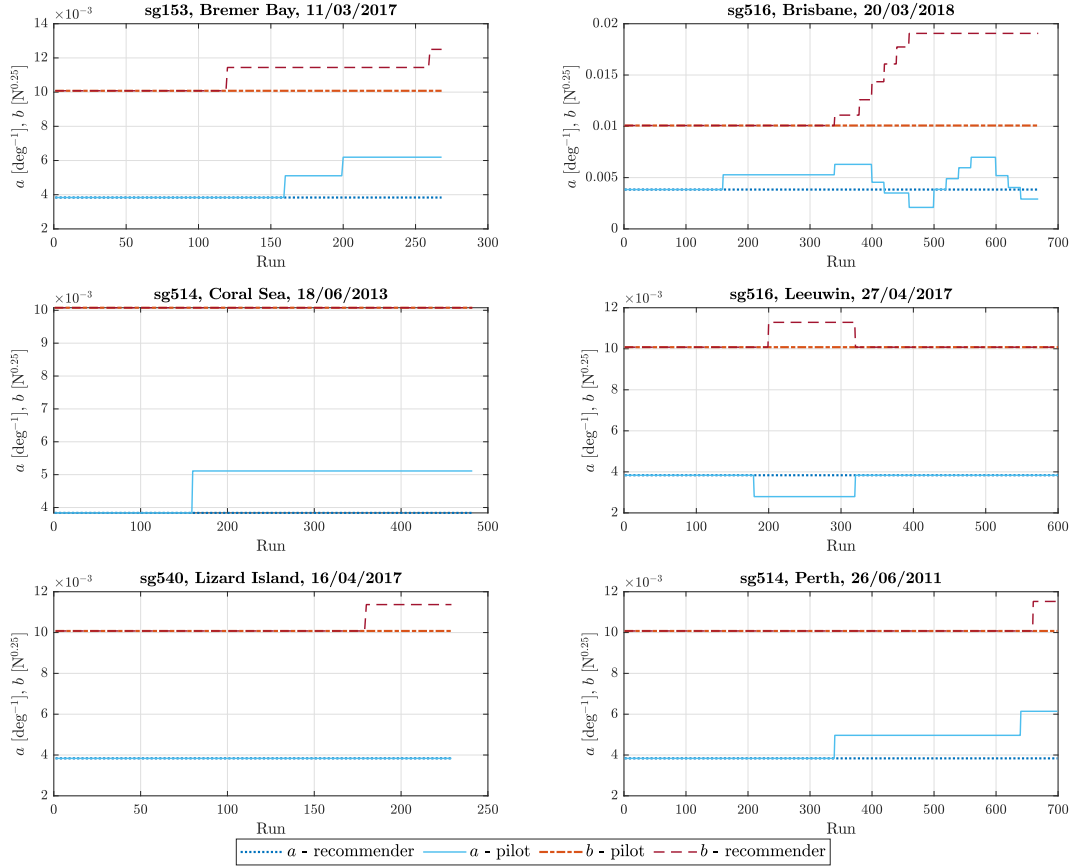 sg153, Bremer Bay, 11/03/2017
×10⁻³
14
12
10
8
6
4
2
a [deg⁻¹], b [N^0.25]
0 50 100 150 200 250 300
Run
sg516, Brisbane, 20/03/2018
0.02
0.015
0.01
0.005
0
a [deg⁻¹], b [N^0.25]
0 100 200 300 400 500 600 700
Run
sg514, Coral Sea, 18/06/2013
×10⁻³
10
9
8
7
6
5
4
a [deg⁻¹], b [N^0.25]
0 100 200 300 400 500
Run
sg516, Leeuwin, 27/04/2017
×10⁻³
12
10
8
6
4
2
a [deg⁻¹], b [N^0.25]
0 100 200 300 400 500 600
Run
sg540, Lizard Island, 16/04/2017
×10⁻³
12
10
8
6
4
2
a [deg⁻¹], b [N^0.25]
0 50 100 150 200 250
Run
sg514, Perth, 26/06/2011
×10⁻³
12
10
8
6
4
2
a [deg⁻¹], b [N^0.25]
0 100 200 300 400 500 600 700
Run
a - recommender a - pilot b - pilot b - recommender